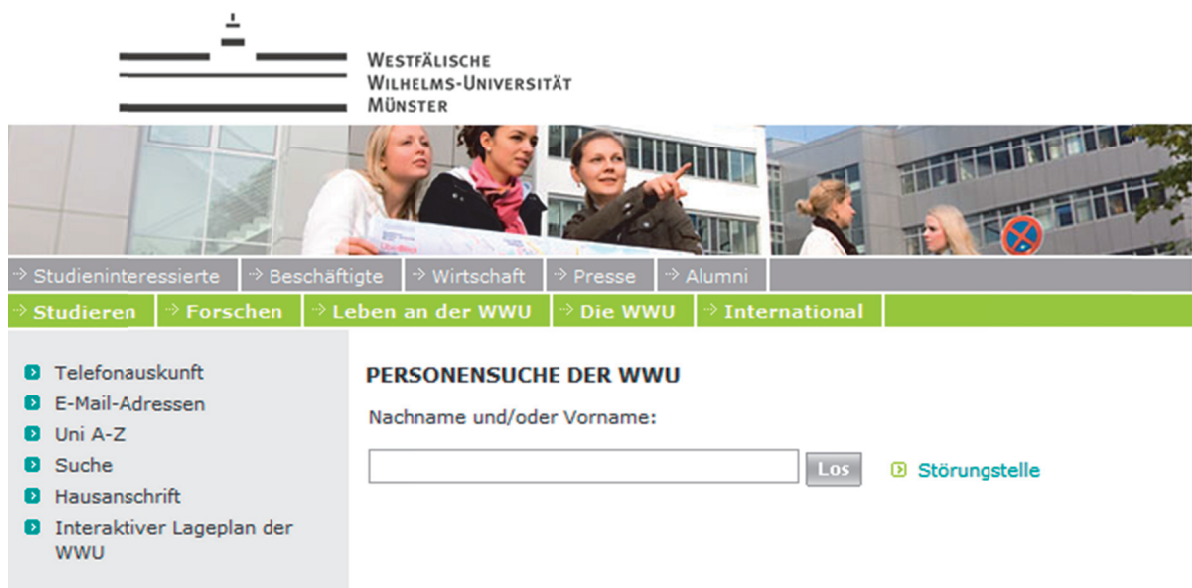 WESTFÄLISCHE
WILHELMS-UNIVERSITÄT
MÜNSTER
Studieninteressierte Beschäftigte Wirtschaft Presse Alumni
Studieren Forschen Leben an der WWU Die WWU International
Telefonauskunft
E-Mail-Adressen
Uni A-Z
Suche
Hausanschrift
Interaktiver Lageplan der
WWU
PERSONENSUCHE DER WWU
Nachname und/oder Vorname:
Los
Störungstelle